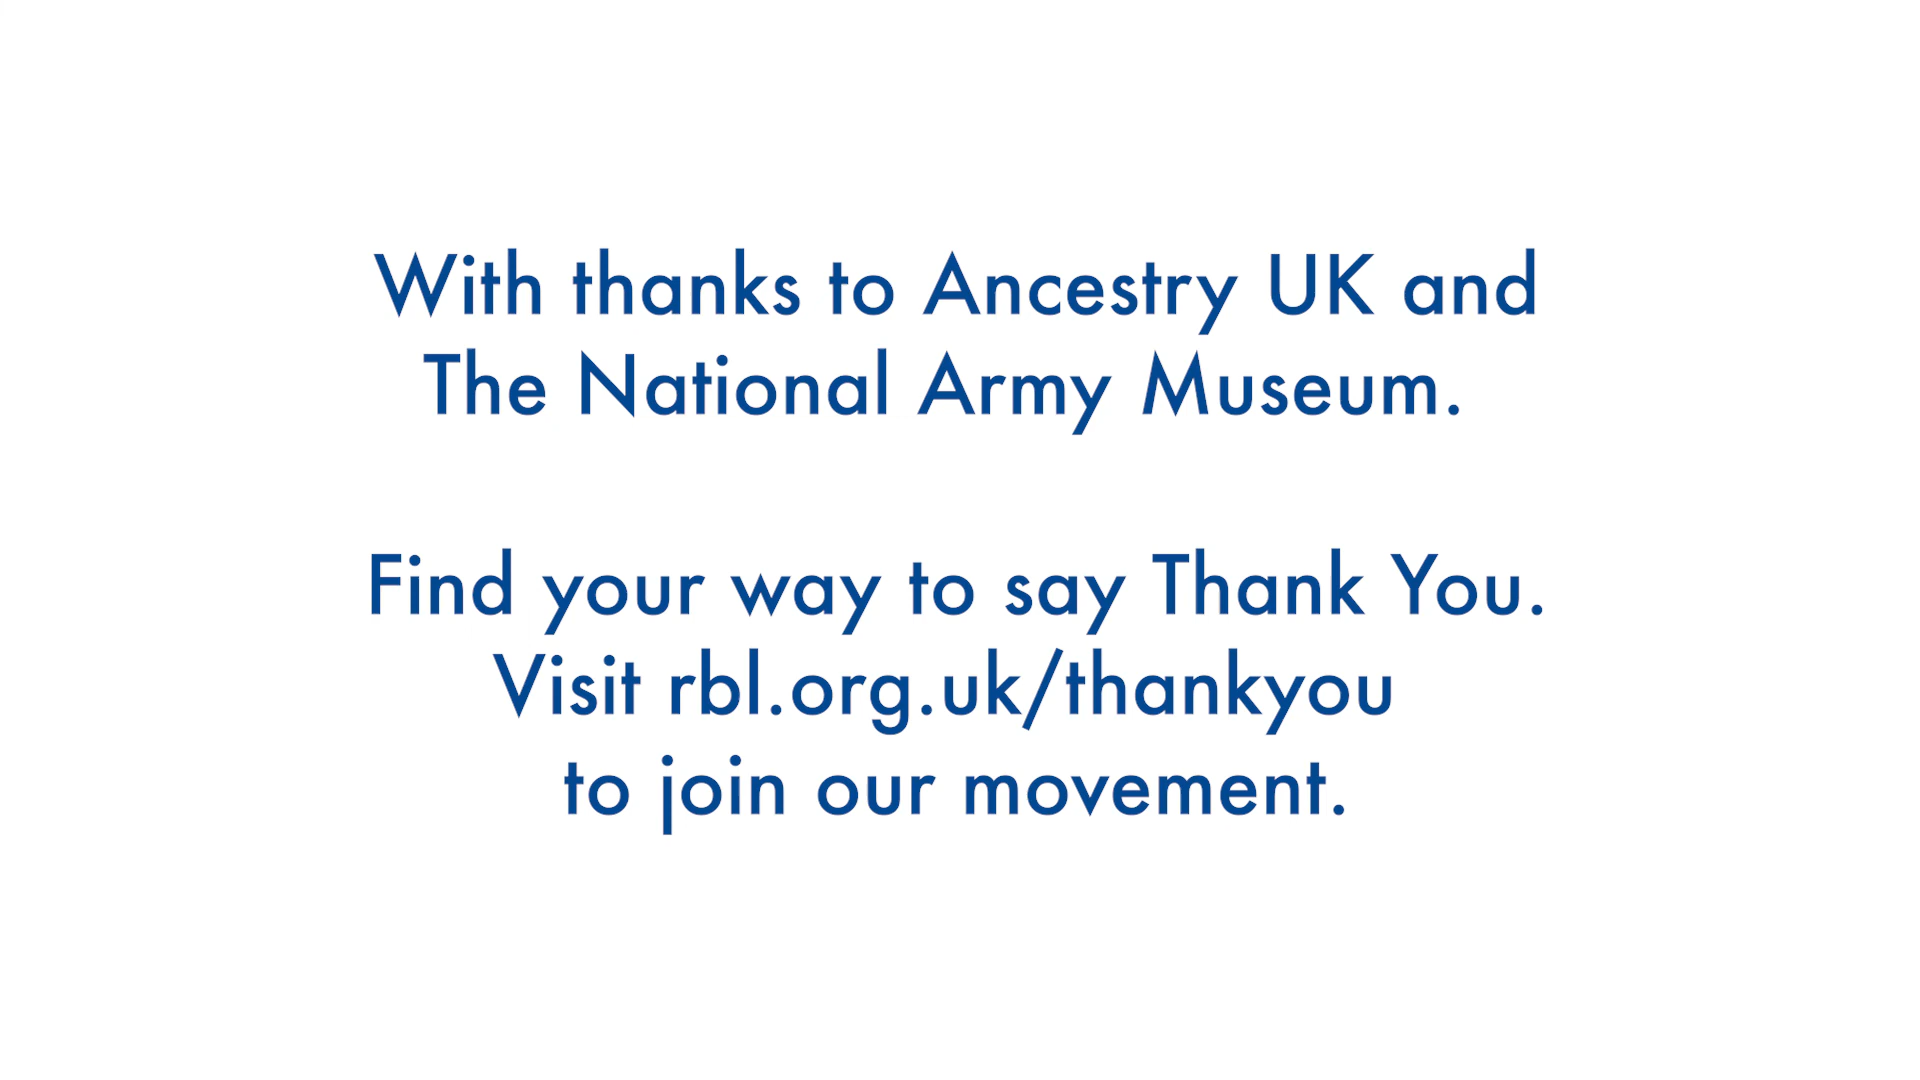 With thanks to Ancestry UK and
The National Army Museum.
Find your way to say Thank You.
Visit rbl.org.uk/thankyou
to join our movement.